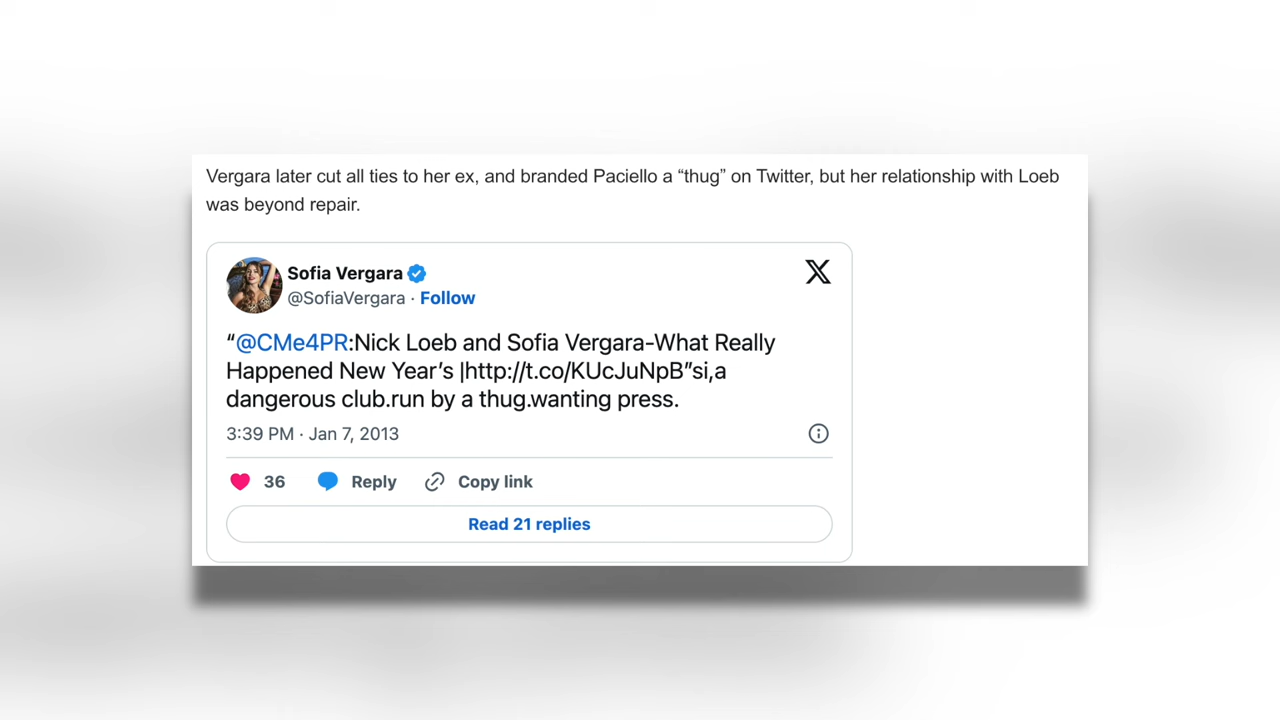 Vergara later cut all ties to her ex, and branded Paciello a “thug” on Twitter, but her relationship with Loeb
was beyond repair.
Sofia Vergara
@SofiaVergara · Follow
“@CMe4PR:Nick Loeb and Sofia Vergara-What Really
Happened New Year’s |http://t.co/KUcJuNpB”si,a
dangerous club.run by a thug.wanting press.
3:39 PM · Jan 7, 2013
36 Reply Copy link
Read 21 replies